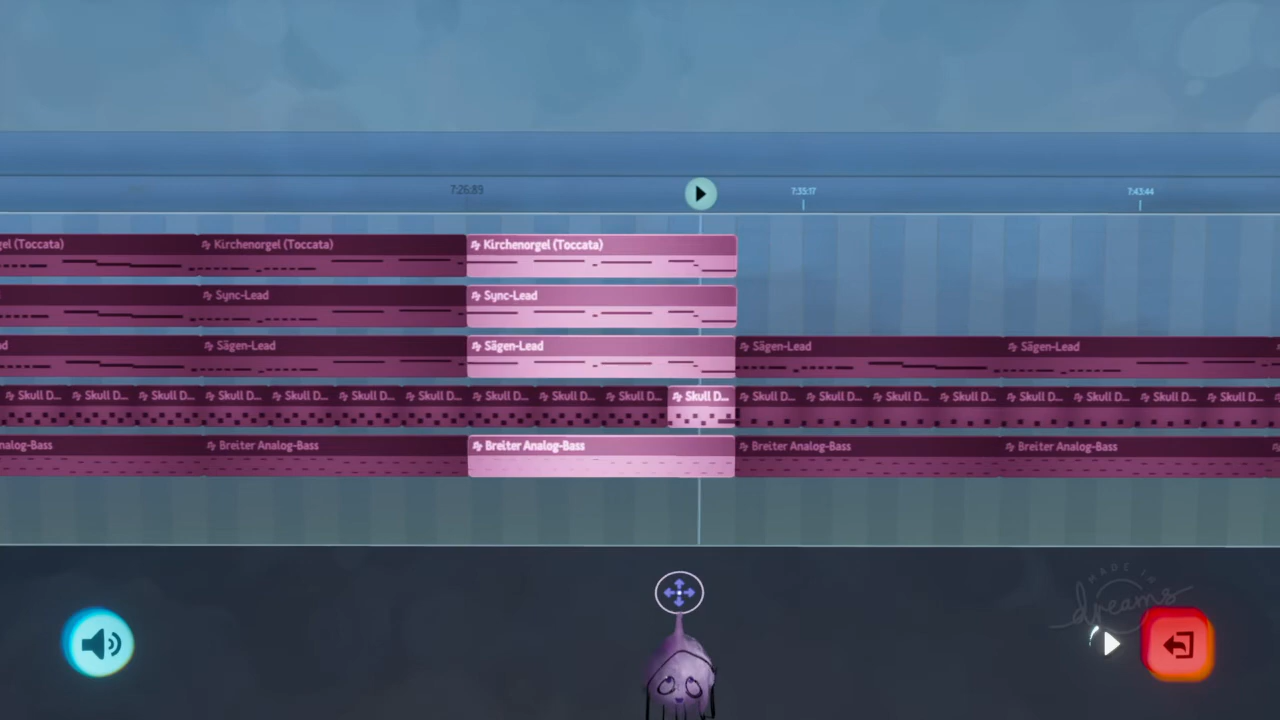 7:26:89 7:35:17 7:43:44
gel (Toccata) Kirchenorgel (Toccata) Kirchenorgel (Toccata)
Sync-Lead Sync-Lead
d Sägen-Lead Sägen-Lead Sägen-Lead Sägen-Lead
Skull D... Skull D... Skull D... Skull D... Skull D... Skull D... Skull D... Skull D... Skull D... Skull D... Skull D... Skull D... Skull D... Skull D... Skull D... Skull D... Skull D... Skull D... Skull D...
nalog-Bass Breiter Analog-Bass Breiter Analog-Bass Breiter Analog-Bass Breiter Analog-Bass
MADE IN
dreams